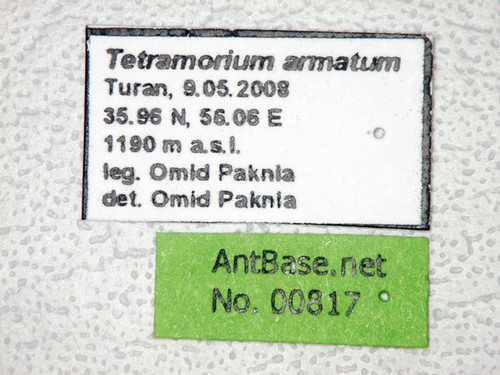 Tetramorium armatum
Turan, 9.05.2008
35.96 N, 56.06 E
1190 m a.s.l.
leg. Omid Paknia
det. Omid Paknia
AntBase.net
No. 00817